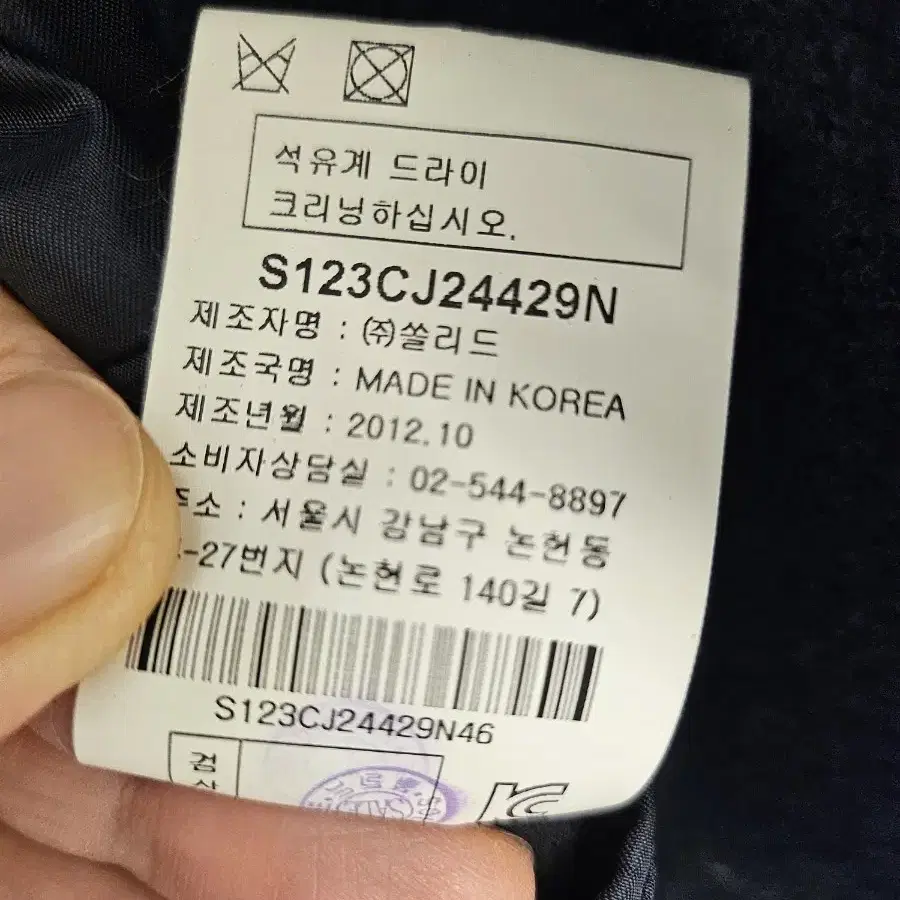 석유계 드라이
크리닝하십시오.
S123CJ24429N
제조자명 : ㈜쏠리드
제조국명 : MADE IN KOREA
제조년월 : 2012.10
소비자상담실 : 02-544-8897
주소 : 서울시 강남구 논현동
-27번지 (논현로 140길 7)
S123CJ24429N46
검